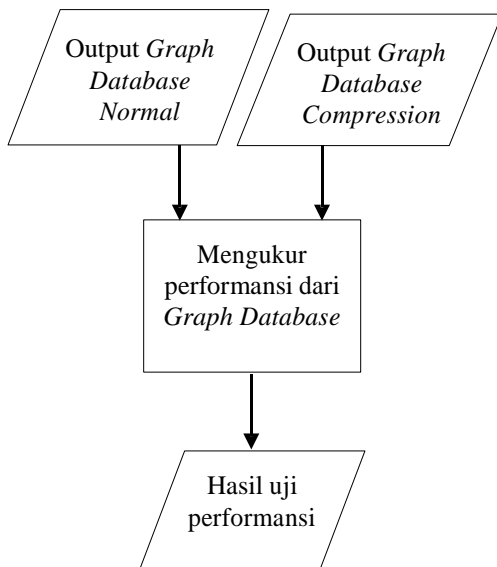 Output Graph
Database
Normal
Output Graph
Database
Compression
Mengukur
performansi dari
Graph Database
Hasil uji
performansi